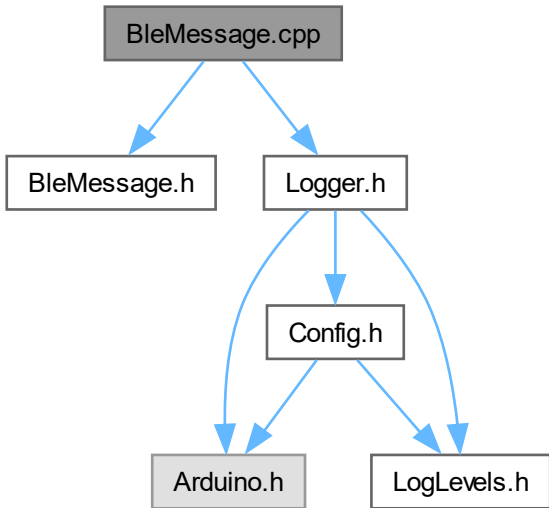 BleMessage.cpp
BleMessage.h
Logger.h
Config.h
Arduino.h
LogLevels.h